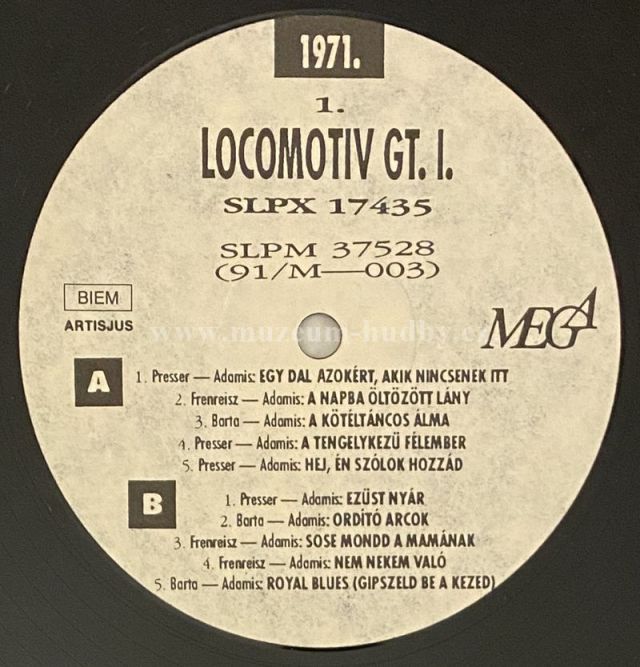 1971.
1.
LOCOMOTIV GT. I.
SLPX 17435
SLPM 37528
(91/M—003)
BIEM
ARTISJUS
MEGA
www.muzeum-hudby.c
A
1. Presser — Adamis: EGY DAL AZOKÉRT, AKIK NINCSENEK ITT
2. Frenreisz — Adamis: A NAPBA ÖLTÖZÖTT LÁNY
3. Barta — Adamis: A KÖTÉLTÁNCOS ÁLMA
4. Presser — Adamis: A TENGELYKEZŰ FÉLEMBER
5. Presser — Adamis: HEJ, ÉN SZÓLOK HOZZÁD
B
1. Presser — Adamis: EZÜST NYÁR
2. Barta — Adamis: ORDÍTÓ ARCOK
3. Frenreisz — Adamis: SOSE MONDD A MAMÁNAK
4. Frenreisz — Adamis: NEM NEKEM VALÓ
5. Barta — Adamis: ROYAL BLUES (GIPSZELD BE A KEZED)